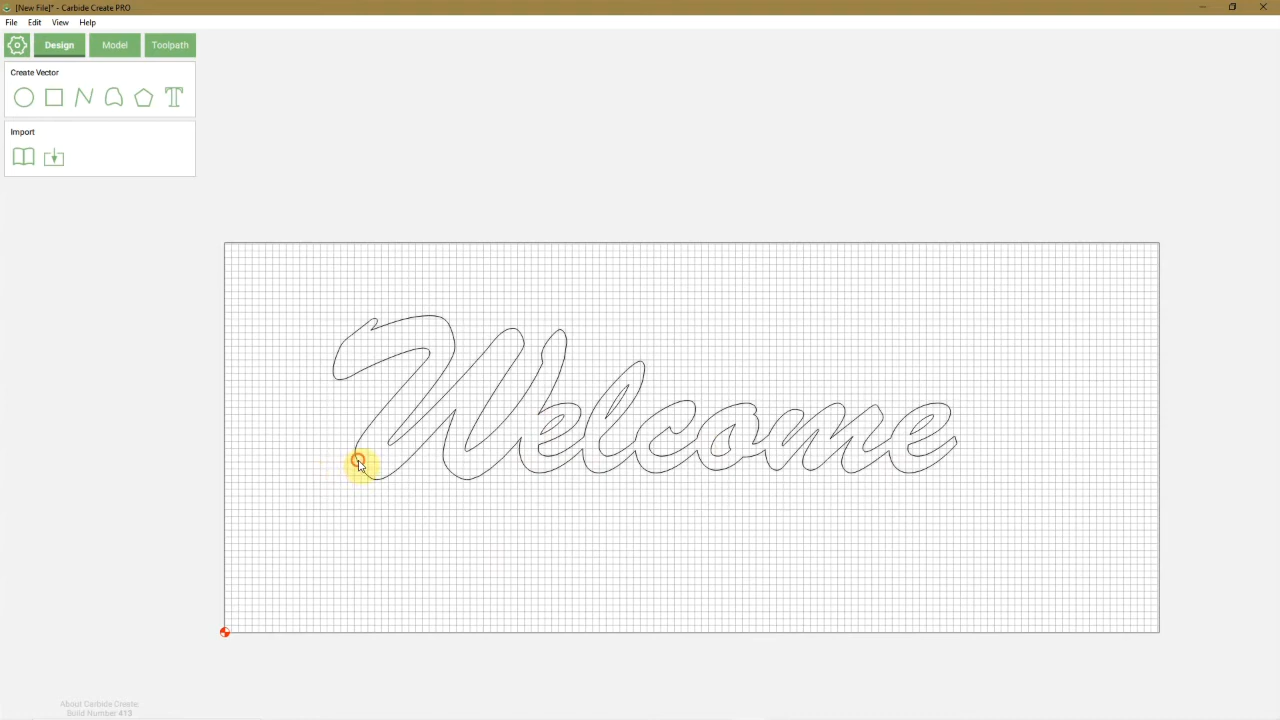 [New File]* - Carbide Create PRO
File Edit View Help
Design Model Toolpath
Create Vector
Import
Welcome
About Carbide Create
Build Number 413